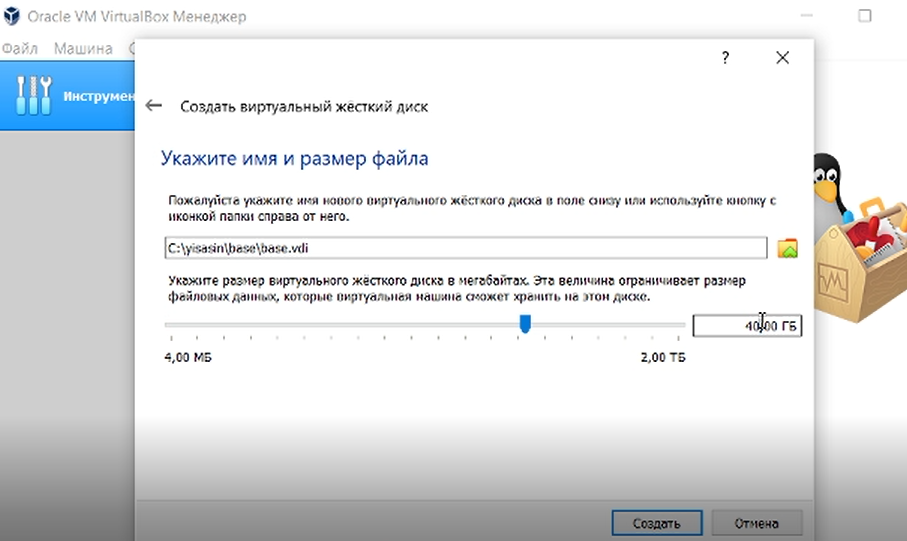 Oracle VM VirtualBox Менеджер
Файл Машина С
?
Инструмен
Создать виртуальный жёсткий диск
Укажите имя и размер файла
Пожалуйста укажите имя нового виртуального жёсткого диска в поле снизу или используйте кнопку с
иконкой папки справа от него.
C:\yisasin\base\base.vdi
Укажите размер виртуального жёсткого диска в мегабайтах. Эта величина ограничивает размер
файловых данных, которые виртуальная машина сможет хранить на этом диске.
40,00 ГБ
4,00 МБ 2,00 ТБ
Создать Отмена